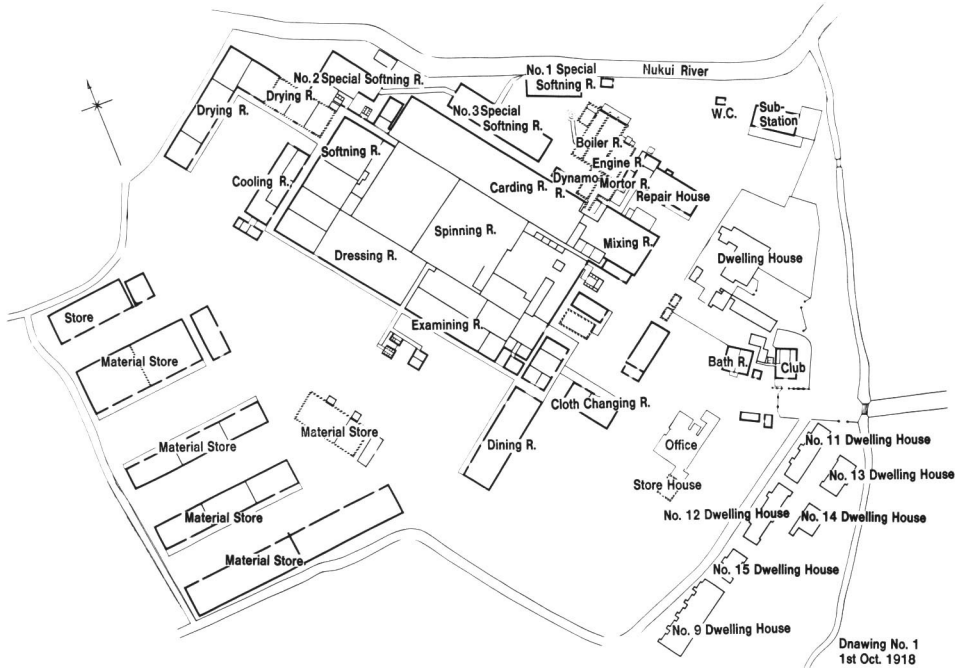 No.1 Special
Softning R.
Nukui River
No.2 Special Softning R.
Drying R.
Drying R.
No.3 Special
Softning R.
W.C.
Sub-
Station
Boiler R.
Engine R.
Softning R.
Cooling R.
Carding R.
Dynamo
R.
Mortor R.
Repair House
Spinning R.
Mixing R.
Dressing R.
Dwelling House
Store
Examining R.
Material Store
Bath R.
Club
Cloth Changing R.
Material Store
Material Store
Dining R.
Office
No. 11 Dwelling House
No. 13 Dwelling House
Store House
Material Store
No. 12 Dwelling House
No. 14 Dwelling House
Material Store
No. 15 Dwelling House
No. 9 Dwelling House
Dnawing No. 1
1st Oct. 1918